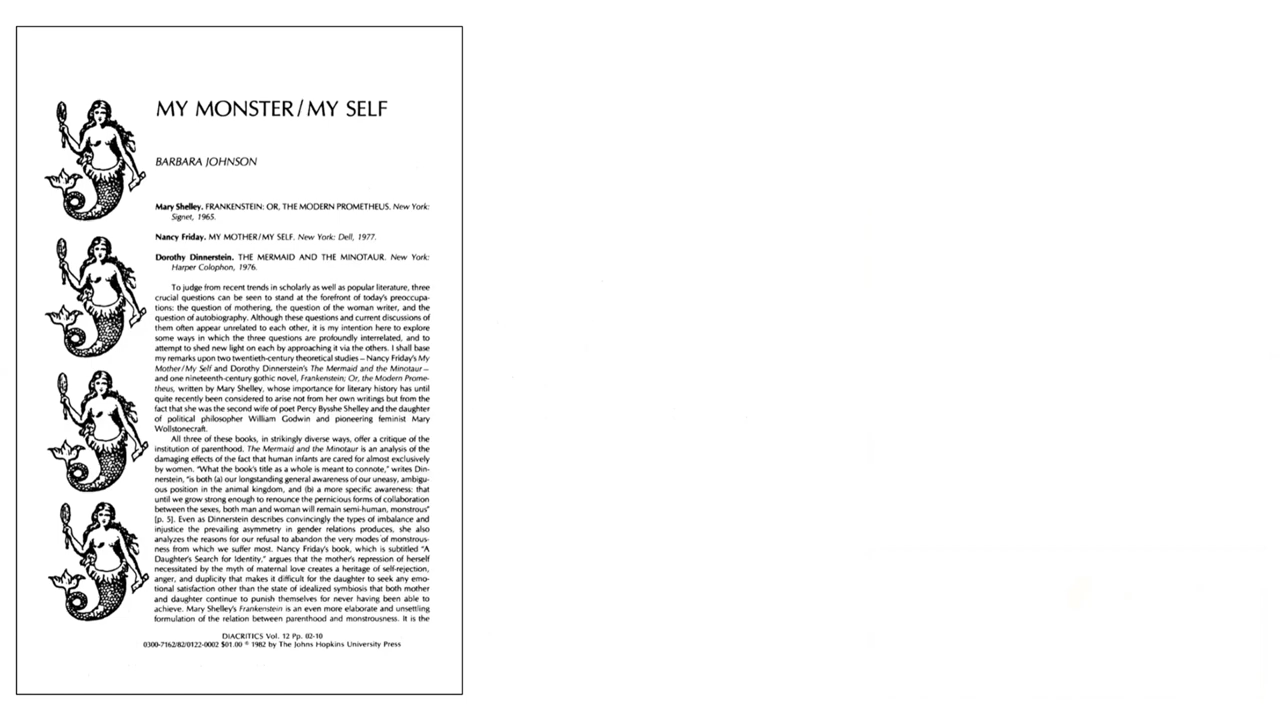 MY MONSTER/MY SELF
BARBARA JOHNSON
Mary Shelley. FRANKENSTEIN: OR, THE MODERN PROMETHEUS. New York:
Signet, 1965.
Nancy Friday. MY MOTHER/MY SELF. New York: Dell, 1977.
Dorothy Dinnerstein. THE MERMAID AND THE MINOTAUR. New York:
Harper Colophon, 1976.
To judge from recent trends in scholarly as well as popular literature, three
crucial questions can be seen to stand at the forefront of today's preoccupa-
tions: the question of mothering, the question of the woman writer, and the
question of autobiography. Although these questions and current discussions of
them often appear unrelated to each other, it is my intention here to explore
some ways in which the three questions are profoundly interrelated, and to
attempt to shed new light on each by approaching it via the others. I shall base
my remarks upon two twentieth-century theoretical studies – Nancy Friday's My
Mother/My Self and Dorothy Dinnerstein's The Mermaid and the Minotaur –
and one nineteenth-century gothic novel, Frankenstein; Or, the Modern Prome-
theus, written by Mary Shelley, whose importance for literary history has until
quite recently been considered to arise not from her own writings but from the
fact that she was the second wife of poet Percy Bysshe Shelley and the daughter
of political philosopher William Godwin and pioneering feminist Mary
Wollstonecraft.
All three of these books, in strikingly diverse ways, offer a critique of the
institution of parenthood. The Mermaid and the Minotaur is an analysis of the
damaging effects of the fact that human infants are cared for almost exclusively
by women. "What the book's title as a whole is meant to connote," writes Din-
nerstein, "is both (a) our longstanding general awareness of our uneasy, ambigu-
ous position in the animal kingdom, and (b) a more specific awareness: that
until we grow strong enough to renounce the pernicious forms of collaboration
between the sexes, both man and woman will remain semi-human, monstrous"
[p. 5]. Even as Dinnerstein describes convincingly the types of imbalance and
injustice the prevailing asymmetry in gender relations produces, she also
analyzes the reasons for our refusal to abandon the very modes of monstrous-
ness from which we suffer most. Nancy Friday's book, which is subtitled "A
Daughter's Search for Identity," argues that the mother's repression of herself
necessitated by the myth of maternal love creates a heritage of self-rejection,
anger, and duplicity that makes it difficult for the daughter to seek any emo-
tional satisfaction other than the state of idealized symbiosis that both mother
and daughter continue to punish themselves for never having been able to
achieve. Mary Shelley's Frankenstein is an even more elaborate and unsettling
formulation of the relation between parenthood and monstrousness. It is the
DIACRITICS Vol. 12 Pp. 02-10
0300-7162/82/0122-0002 $01.00 © 1982 by The Johns Hopkins University Press